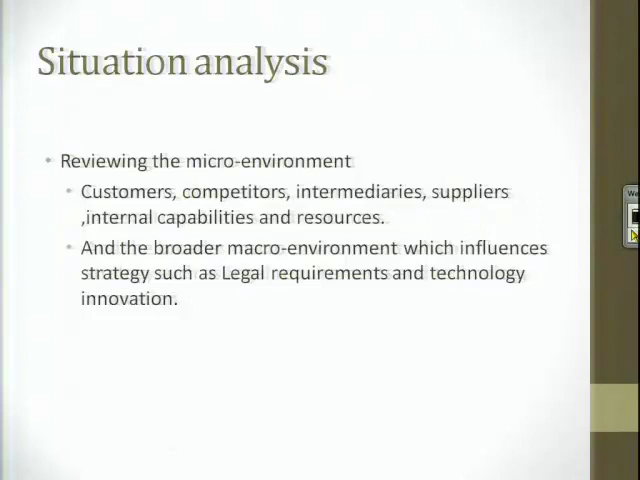 Situation analysis
• Reviewing the micro-environment
• Customers, competitors, intermediaries, suppliers
,internal capabilities and resources.
• And the broader macro-environment which influences
strategy such as Legal requirements and technology
innovation.